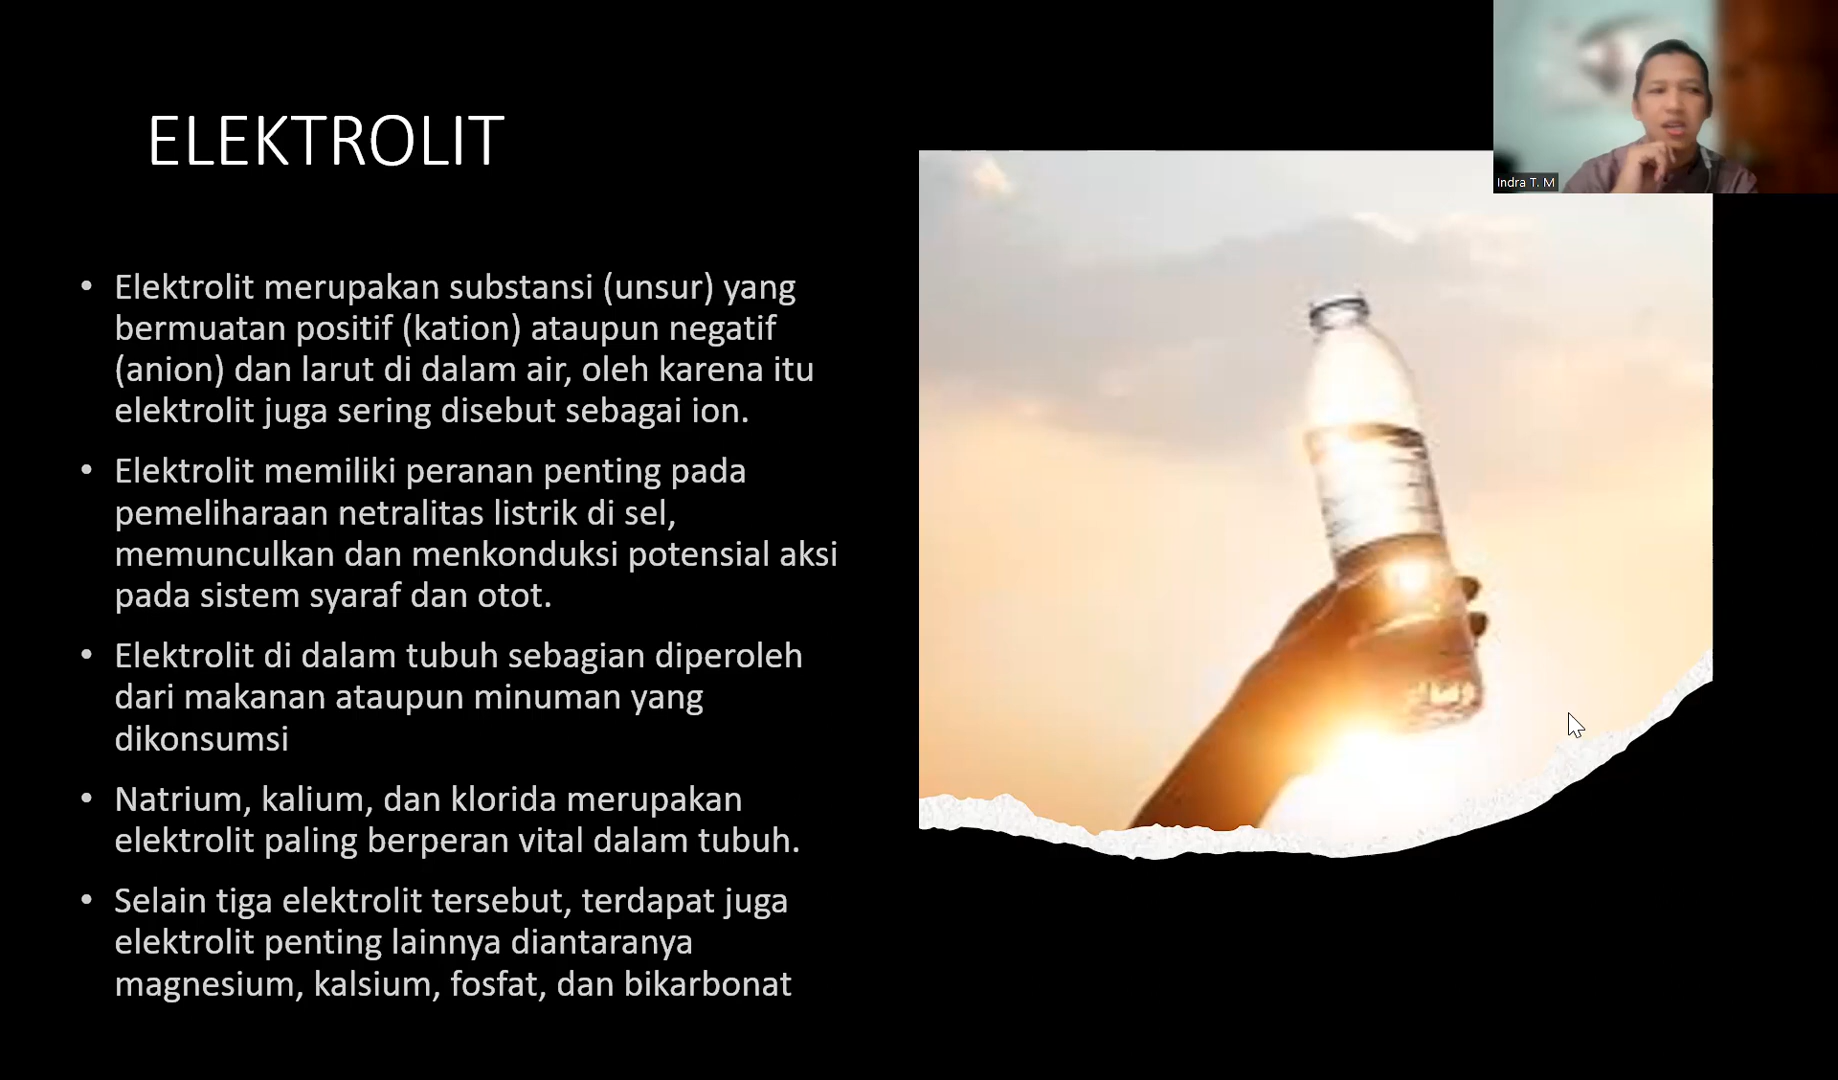 ELEKTROLIT
Indra T. M
• Elektrolit merupakan substansi (unsur) yang
bermuatan positif (kation) ataupun negatif
(anion) dan larut di dalam air, oleh karena itu
elektrolit juga sering disebut sebagai ion.
• Elektrolit memiliki peranan penting pada
pemeliharaan netralitas listrik di sel,
memunculkan dan menkonduksi potensial aksi
pada sistem syaraf dan otot.
• Elektrolit di dalam tubuh sebagian diperoleh
dari makanan ataupun minuman yang
dikonsumsi
• Natrium, kalium, dan klorida merupakan
elektrolit paling berperan vital dalam tubuh.
• Selain tiga elektrolit tersebut, terdapat juga
elektrolit penting lainnya diantaranya
magnesium, kalsium, fosfat, dan bikarbonat